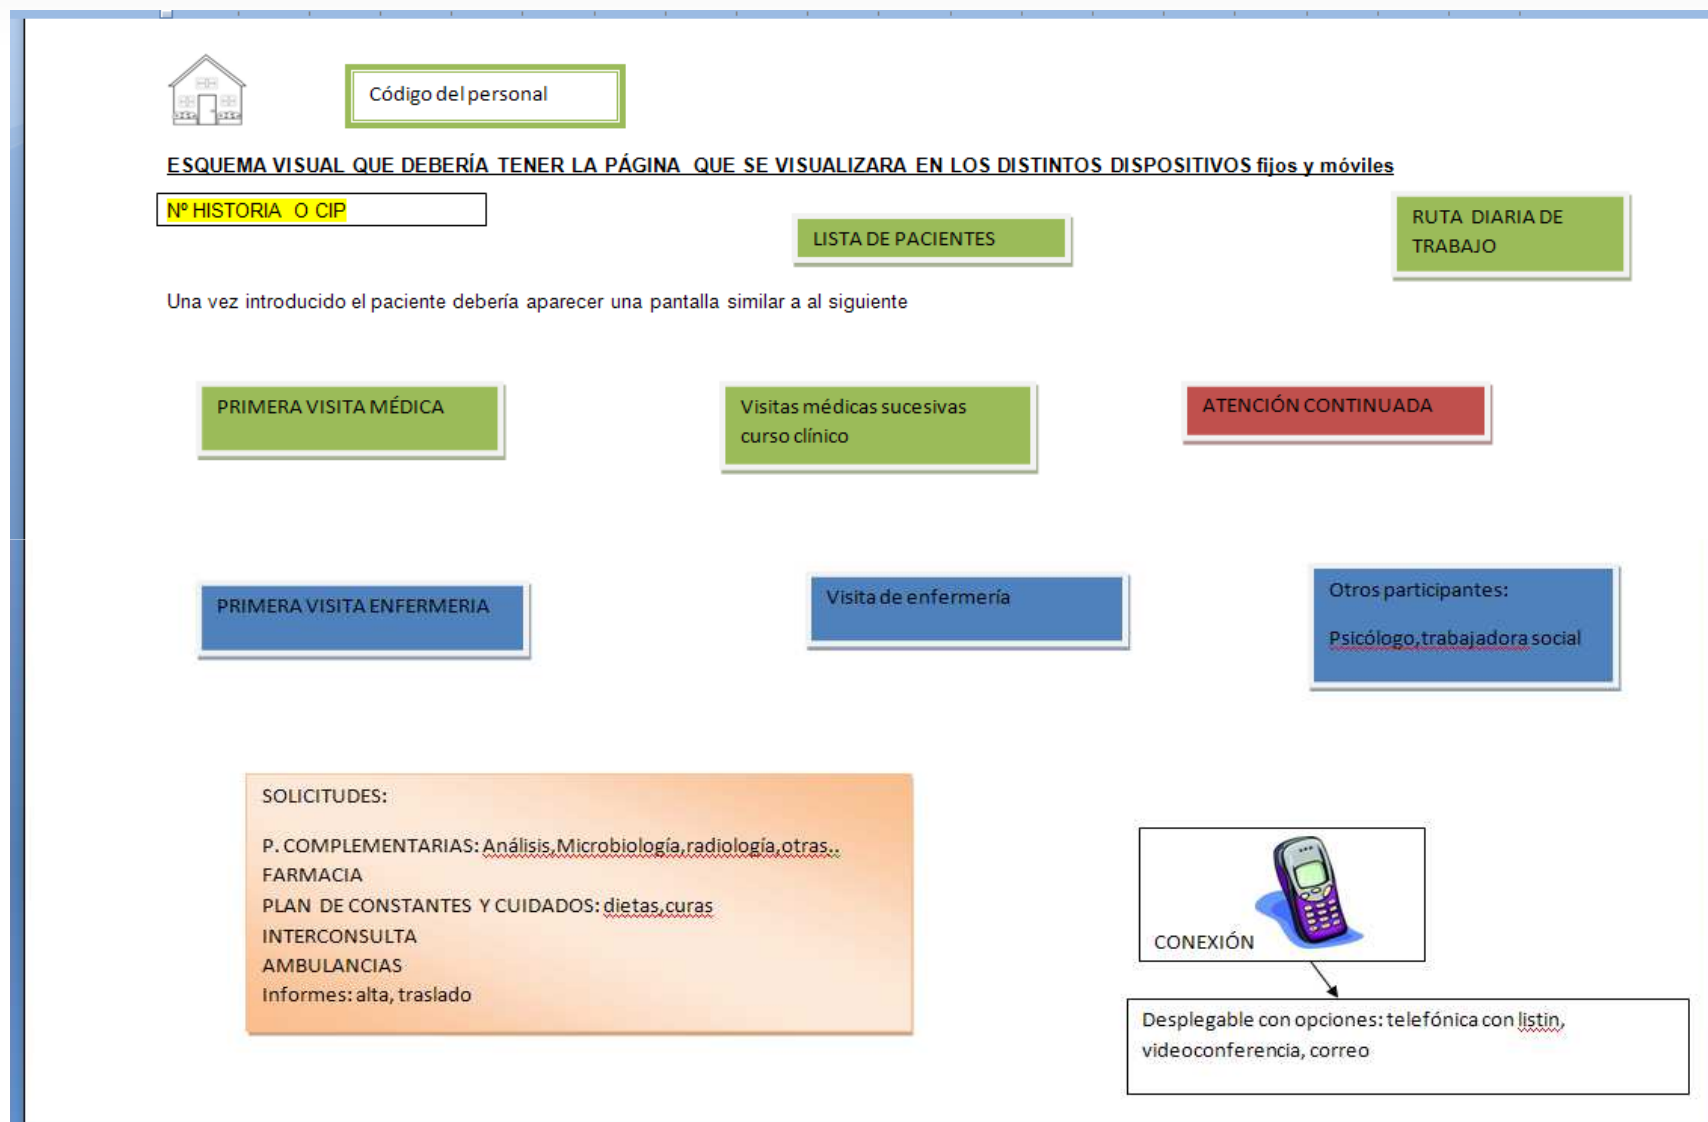 Código del personal
ESQUEMA VISUAL QUE DEBERÍA TENER LA PÁGINA QUE SE VISUALIZARA EN LOS DISTINTOS DISPOSITIVOS fijos y móviles
Nº HISTORIA O CIP
LISTA DE PACIENTES
RUTA DIARIA DE
TRABAJO
Una vez introducido el paciente debería aparecer una pantalla similar a al siguiente
PRIMERA VISITA MÉDICA
Visitas médicas sucesivas
curso clínico
ATENCIÓN CONTINUADA
PRIMERA VISITA ENFERMERIA
Visita de enfermería
Otros participantes:
Psicólogo,trabajadora social
SOLICITUDES:
P. COMPLEMENTARIAS: Análisis,Microbiología,radiología,otras..
FARMACIA
PLAN DE CONSTANTES Y CUIDADOS: dietas,curas
INTERCONSULTA
AMBULANCIAS
Informes: alta, traslado
CONEXIÓN
Desplegable con opciones: telefónica con listin,
videoconferencia, correo